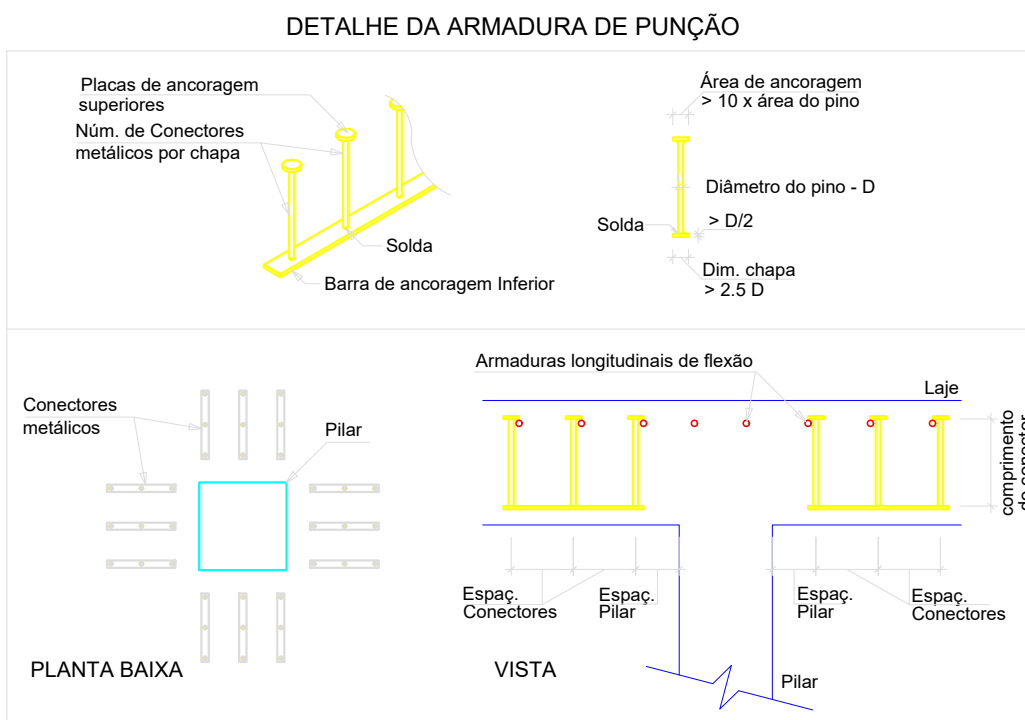 DETALHE DA ARMADURA DE PUNÇÃO
Placas de ancoragem
superiores
Núm. de Conectores
metálicos por chapa
Solda
Barra de ancoragem Inferior
Área de ancoragem
> 10 x área do pino
Diâmetro do pino - D
Solda
> D/2
Dim. chapa
> 2.5 D
Conectores
metálicos
Pilar
PLANTA BAIXA
Armaduras longitudinais de flexão
Laje
comprimento
do conector
Espaç.
Conectores
Espaç.
Pilar
Espaç.
Pilar
Espaç.
Conectores
VISTA
Pilar